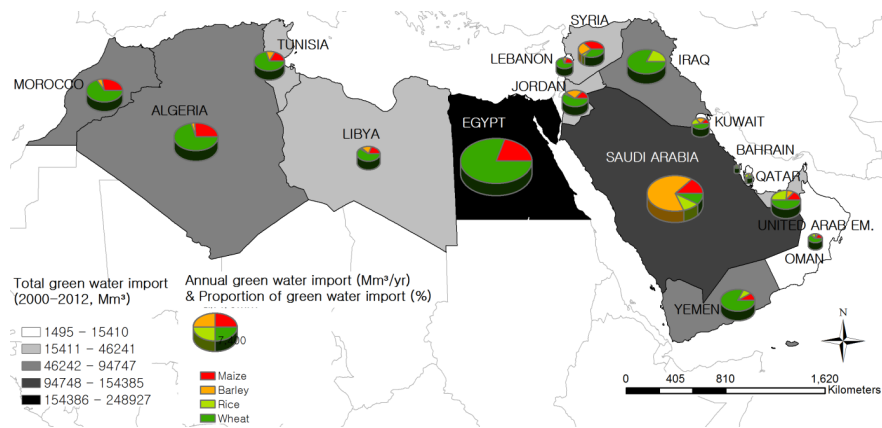 SYRIA
TUNISIA
LEBANON
IRAQ
MOROCCO
JORDAN
ALGERIA
EGYPT
KUWAIT
LIBYA
BAHRAIN
SAUDI ARABIA
QATAR
UNITED ARAB EM.
OMAN
YEMEN
Total green water import
(2000-2012, Mm³)
1495 - 15410
15411 - 46241
46242 - 94747
94748 - 154385
154386 - 248927
Annual green water import (Mm³/yr)
& Proportion of green water import (%)
Maize
Barley
Rice
Wheat
N
0 405 810 1,620
Kilometers